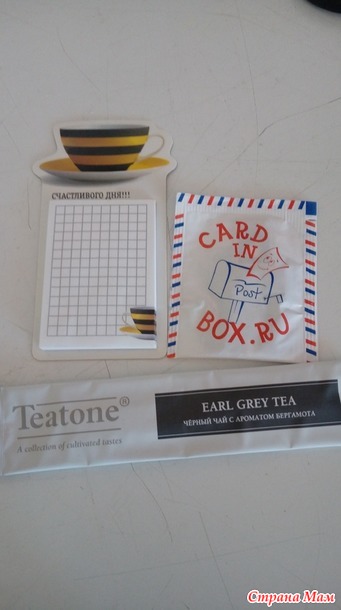 СЧАСТЛИВОГО ДНЯ!!!
CARD
IN
Post
BOX.RU
Teatone®
A collection of cultivated tastes
EARL GREY TEA
ЧЁРНЫЙ ЧАЙ С АРОМАТОМ БЕРГАМОТА
Страна Мам